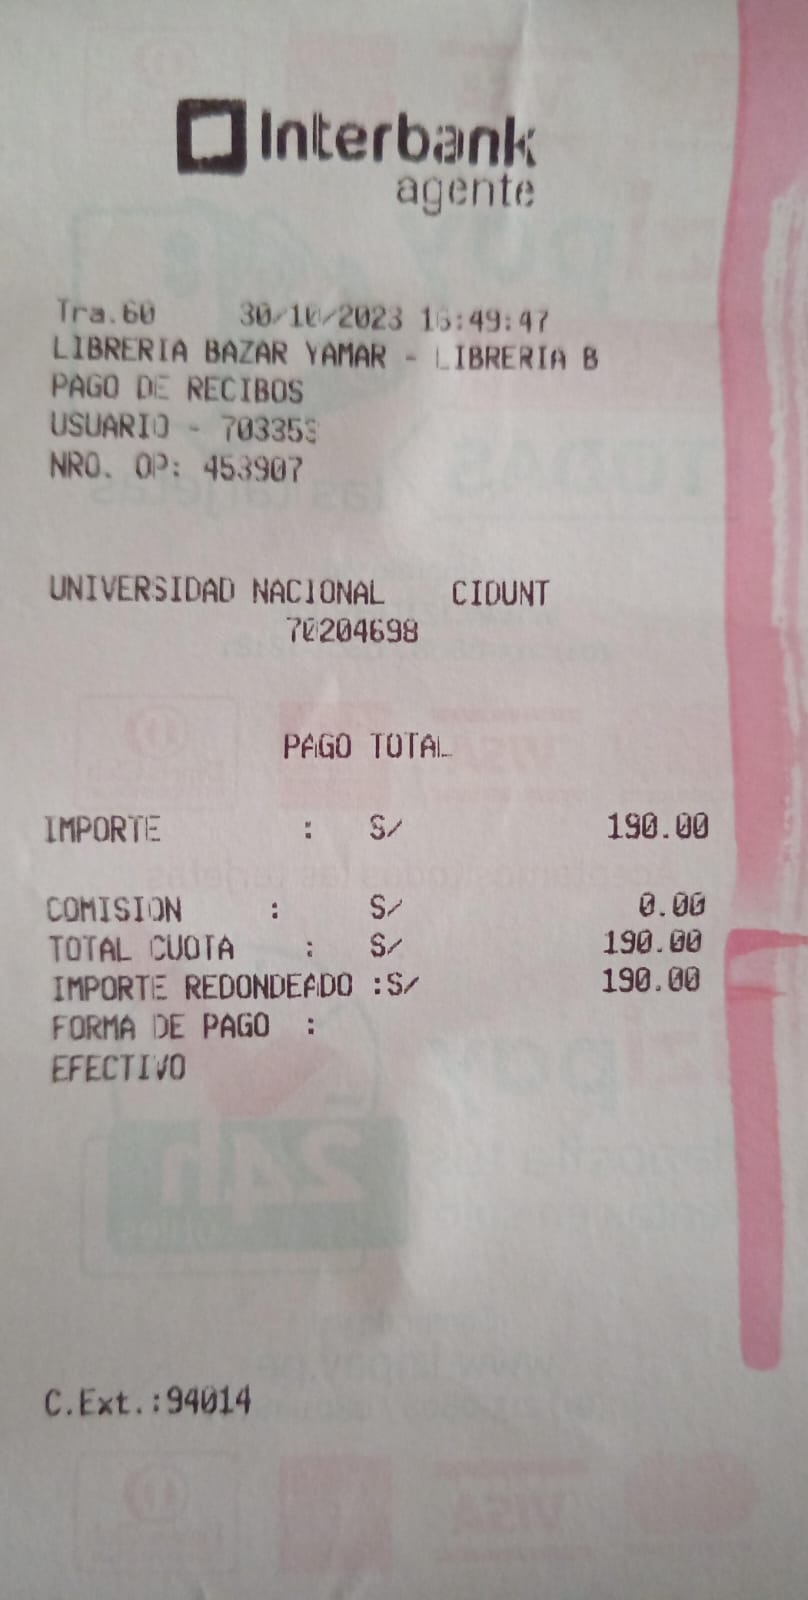 Interbank
agente
Tra.60 30/10/2023 16:49:47
LIBRERIA BAZAR YAMAR - LIBRERIA B
PAGO DE RECIBOS
USUARIO - 703353
NRO. OP: 453907
UNIVERSIDAD NACIONAL CIDUNT
70204698
PAGO TOTAL
IMPORTE : S/ 190.00
COMISION : S/ 0.00
TOTAL CUOTA : S/ 190.00
IMPORTE REDONDEADO :S/ 190.00
FORMA DE PAGO :
EFECTIVO
C.Ext.:94014